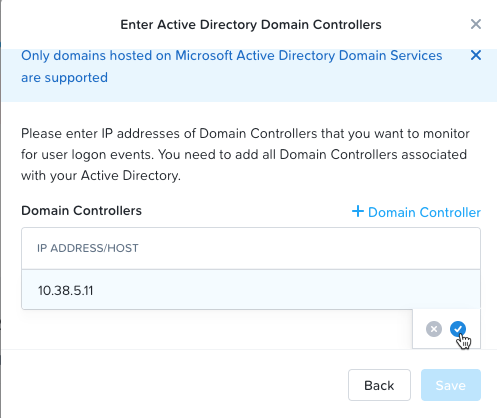 Enter Active Directory Domain Controllers
Only domains hosted on Microsoft Active Directory Domain Services
are supported
Please enter IP addresses of Domain Controllers that you want to monitor
for user logon events. You need to add all Domain Controllers associated
with your Active Directory.
Domain Controllers
+ Domain Controller
IP ADDRESS/HOST
10.38.5.11
Back
Save